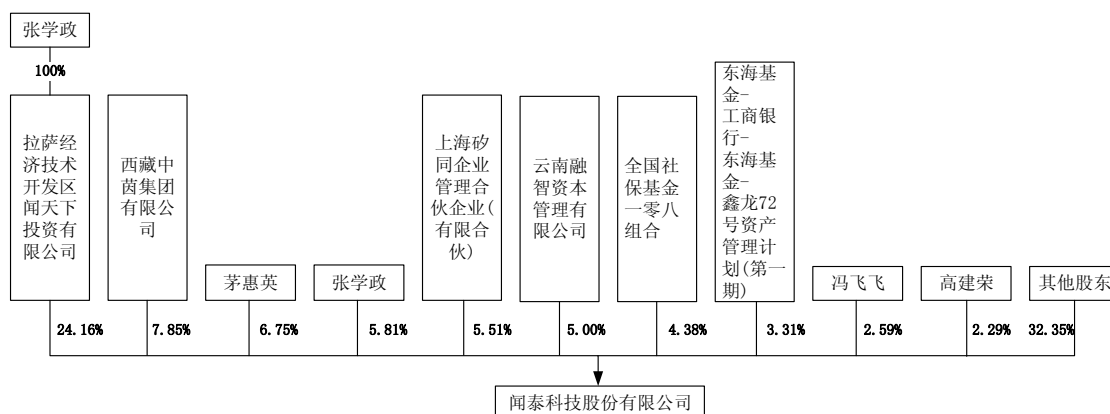 张学政
100%
拉萨经
济技术
开发区
闻天下
投资有
限公司
西藏中
茵集团
有限公
司
茅惠英
张学政
上海矽
同企业
管理合
伙企业(
有限合
伙)
云南融
智资本
管理有
限公司
全国社
保基金
一零八
组合
东海基
金-
工商银
行-
东海基
金-
鑫龙72
号资产
管理计
划(第一
期)
冯飞飞
高建荣
其他股东
24.16%
7.85%
6.75%
5.81%
5.51%
5.00%
4.38%
3.31%
2.59%
2.29%
32.35%
闻泰科技股份有限公司